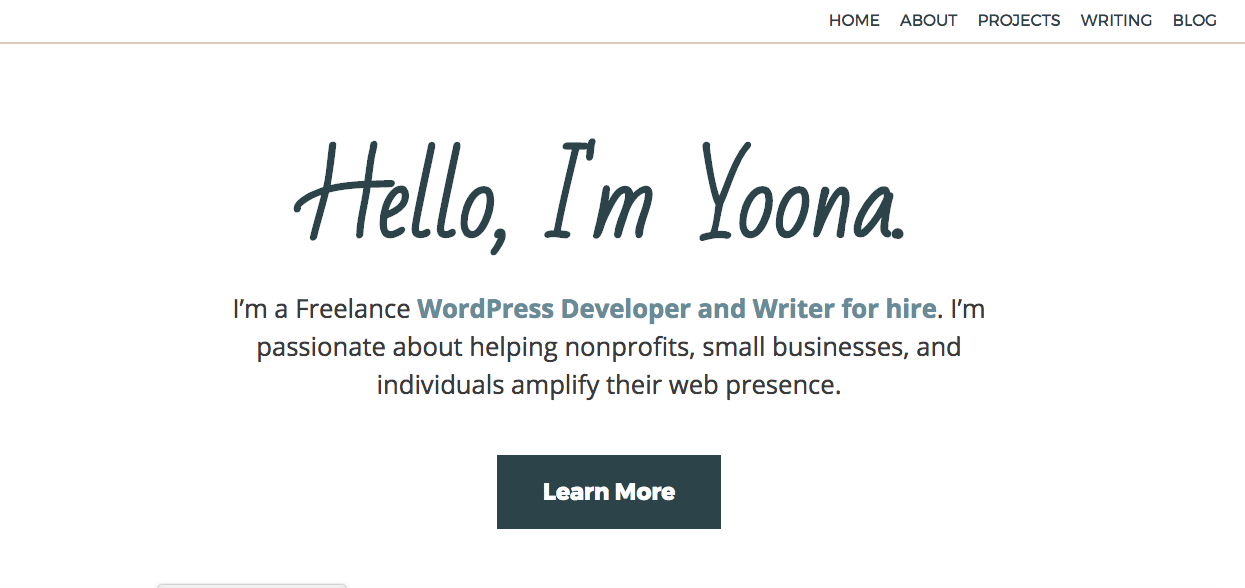 HOME ABOUT PROJECTS WRITING BLOG
Hello, I'm Yoona.
I’m a Freelance WordPress Developer and Writer for hire. I’m
passionate about helping nonprofits, small businesses, and
individuals amplify their web presence.
Learn More